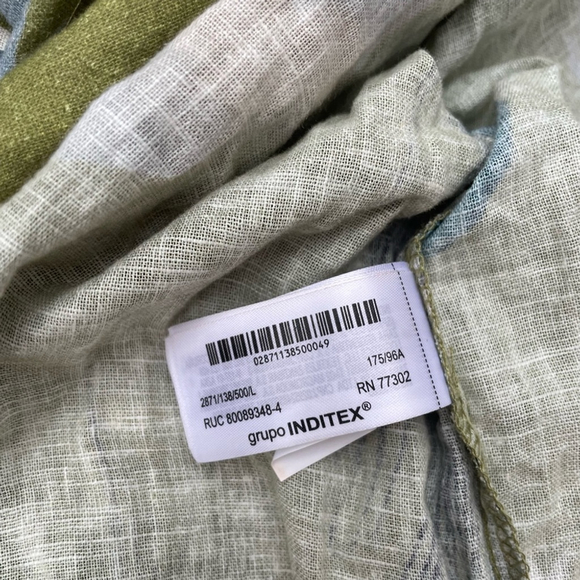 02871138500049
2871/138/500/L 175/96A
RUC 80089348-4 RN 77302
grupo INDITEX®